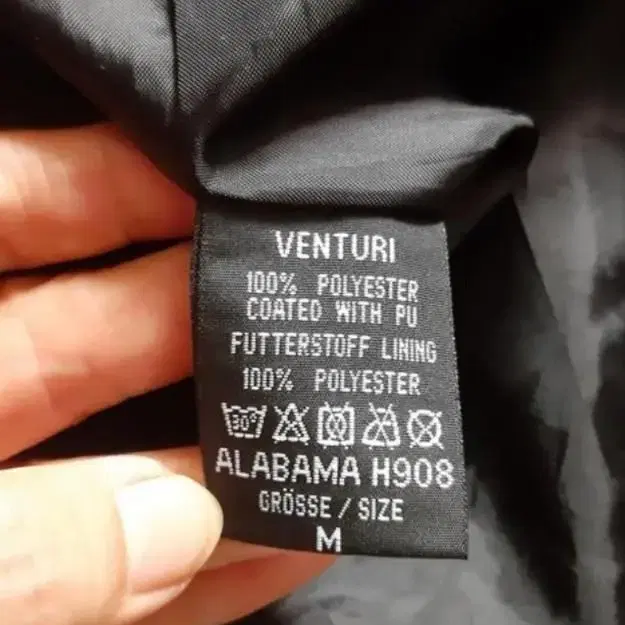 VENTURI
100% POLYESTER
COATED WITH PU
FUTTERSTOFF LINING
100% POLYESTER
30°
ALABAMA H908
GRÖSSE / SIZE
M